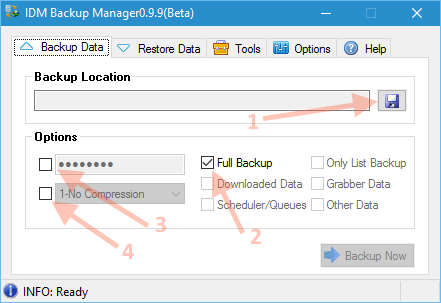 IDM Backup Manager0.9.9(Beta)
Backup Data Restore Data Tools Options Help
Backup Location
1
Options
●●●●●●●● Full Backup Only List Backup
1-No Compression Downloaded Data Grabber Data
Scheduler/Queues Other Data
3 2
4
Backup Now
INFO: Ready